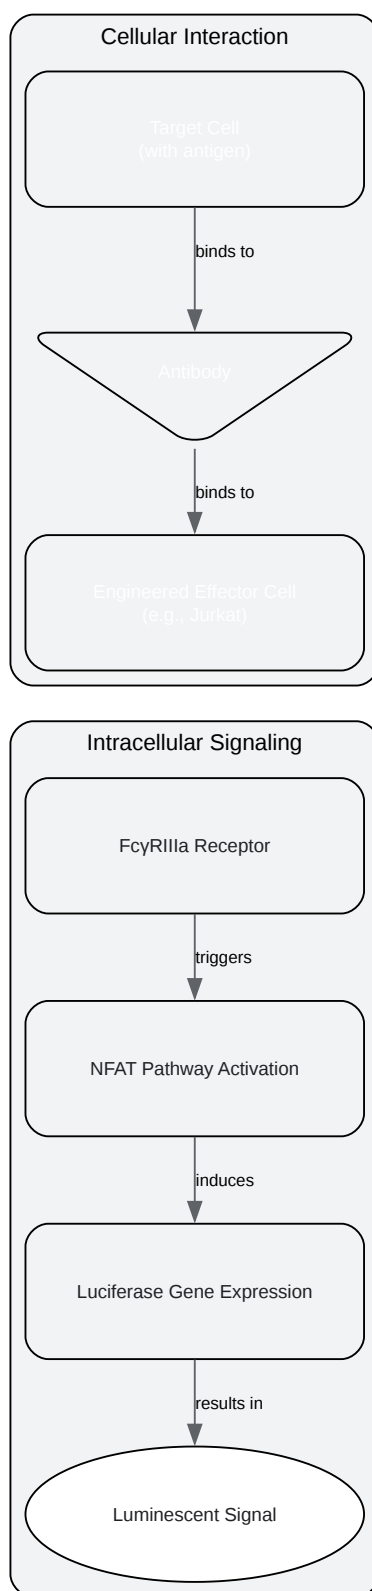 Cellular Interaction
Target Cell
(with antigen)
binds to
Antibody
binds to
Engineered Effector Cell
(e.g., Jurkat)
Intracellular Signaling
FcγRIIIa Receptor
triggers
NFAT Pathway Activation
induces
Luciferase Gene Expression
results in
Luminescent Signal